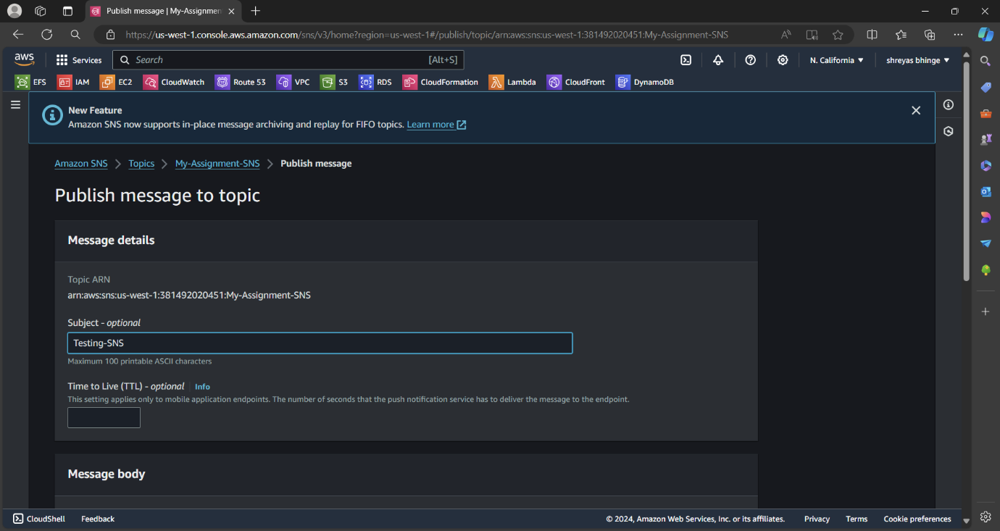 Publish message | My-Assignmen
https://us-west-1.console.aws.amazon.com/sns/v3/home?region=us-west-1#/publish/topic/arn:aws:sns:us-west-1:381492020451:My-Assignment-SNS
aws Services Search [Alt+S] N. California ▼ shreyas bhinge ▼
EFS IAM EC2 CloudWatch Route 53 VPC S3 RDS CloudFormation Lambda CloudFront DynamoDB
New Feature
Amazon SNS now supports in-place message archiving and replay for FIFO topics. Learn more
Amazon SNS > Topics > My-Assignment-SNS > Publish message
Publish message to topic
Message details
Topic ARN
arn:aws:sns:us-west-1:381492020451:My-Assignment-SNS
Subject - optional
Testing-SNS
Maximum 100 printable ASCII characters
Time to Live (TTL) - optional Info
This setting applies only to mobile application endpoints. The number of seconds that the push notification service has to deliver the message to the endpoint.
Message body
CloudShell Feedback © 2024, Amazon Web Services, Inc. or its affiliates. Privacy Terms Cookie preferences